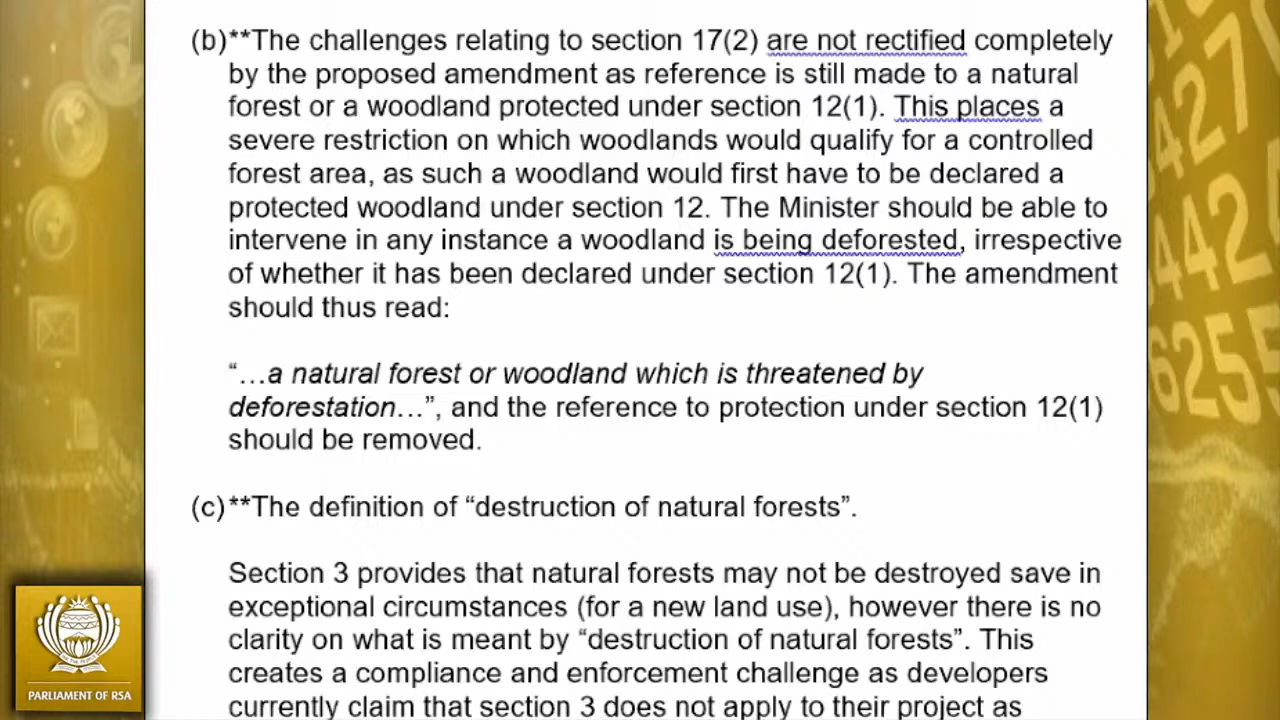 (b)**The challenges relating to section 17(2) are not rectified completely
by the proposed amendment as reference is still made to a natural
forest or a woodland protected under section 12(1). This places a
severe restriction on which woodlands would qualify for a controlled
forest area, as such a woodland would first have to be declared a
protected woodland under section 12. The Minister should be able to
intervene in any instance a woodland is being deforested, irrespective
of whether it has been declared under section 12(1). The amendment
should thus read:
“…a natural forest or woodland which is threatened by
deforestation…”, and the reference to protection under section 12(1)
should be removed.
(c)**The definition of “destruction of natural forests”.
Section 3 provides that natural forests may not be destroyed save in
exceptional circumstances (for a new land use), however there is no
clarity on what is meant by “destruction of natural forests”. This
creates a compliance and enforcement challenge as developers
currently claim that section 3 does not apply to their project as
PARLIAMENT OF RSA